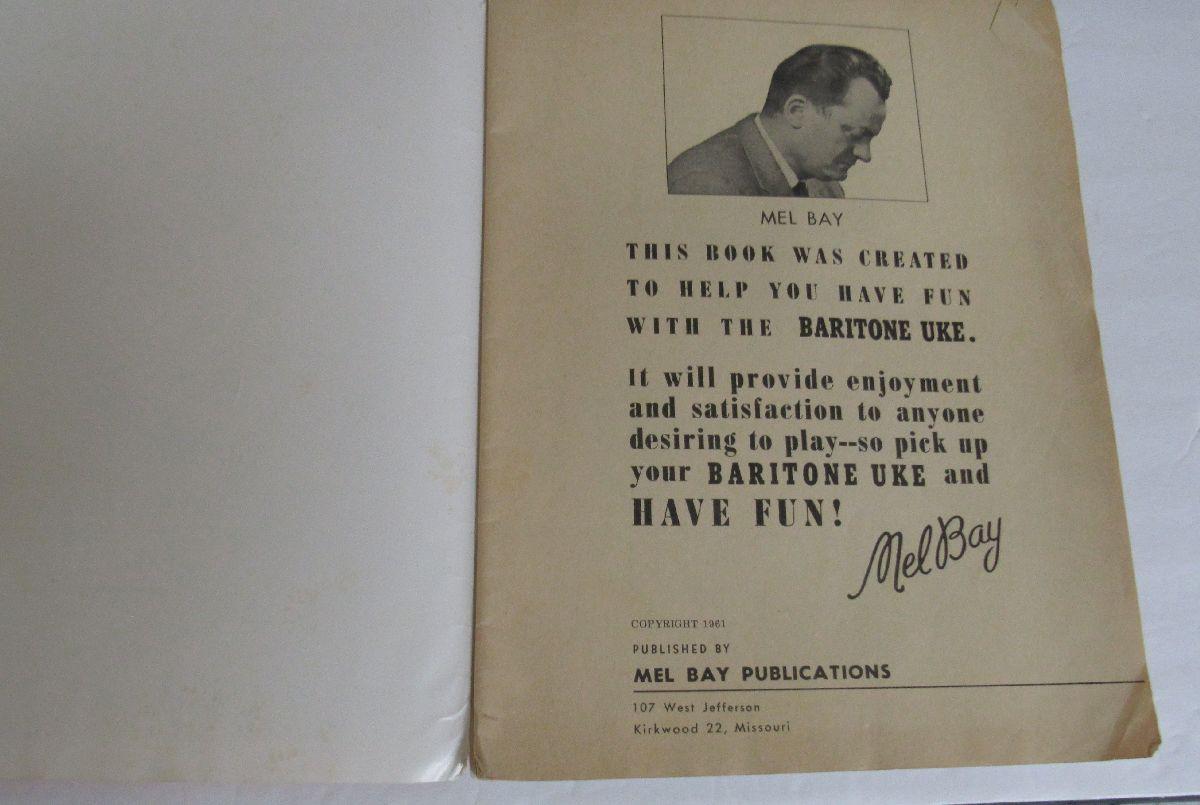 MEL BAY
THIS BOOK WAS CREATED
TO HELP YOU HAVE FUN
WITH THE BARITONE UKE.
It will provide enjoyment
and satisfaction to anyone
desiring to play--so pick up
your BARITONE UKE and
HAVE FUN!
Mel Bay
COPYRIGHT 1961
PUBLISHED BY
MEL BAY PUBLICATIONS
107 West Jefferson
Kirkwood 22, Missouri